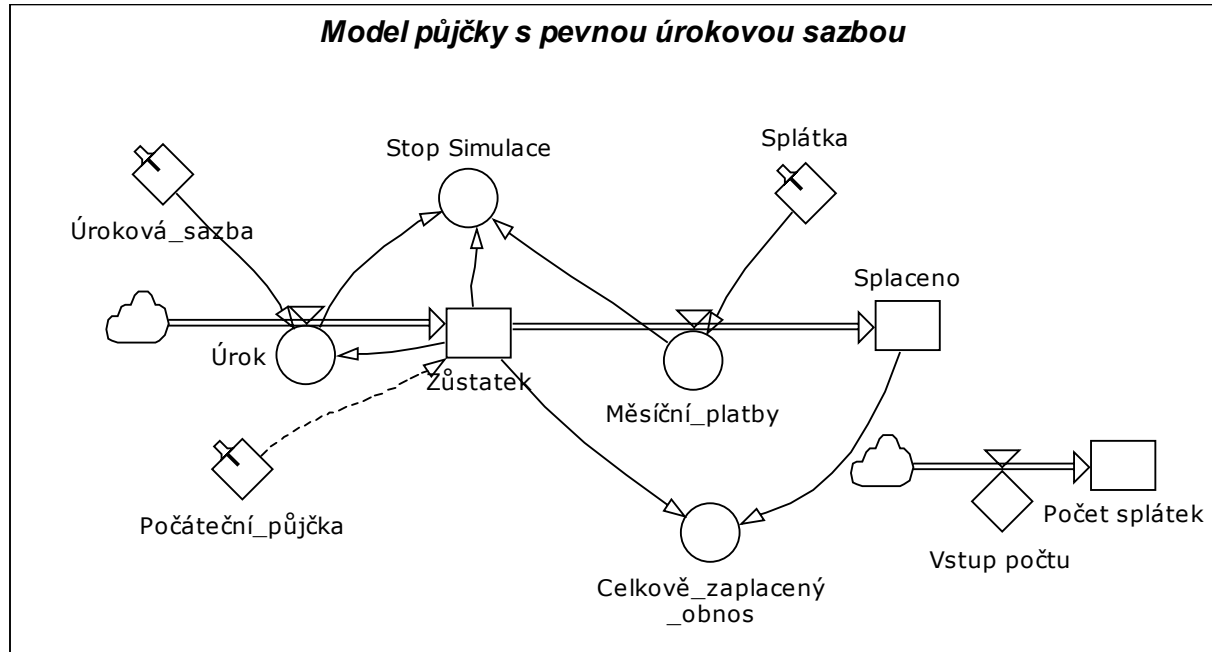 Model půjčky s pevnou úrokovou sazbou
Stop Simulace
Splátka
Úroková_sazba
Splaceno
Úrok
Zůstatek
Měsíční_platby
Počáteční_půjčka
Počet splátek
Vstup počtu
Celkově_zaplacený
_obnos